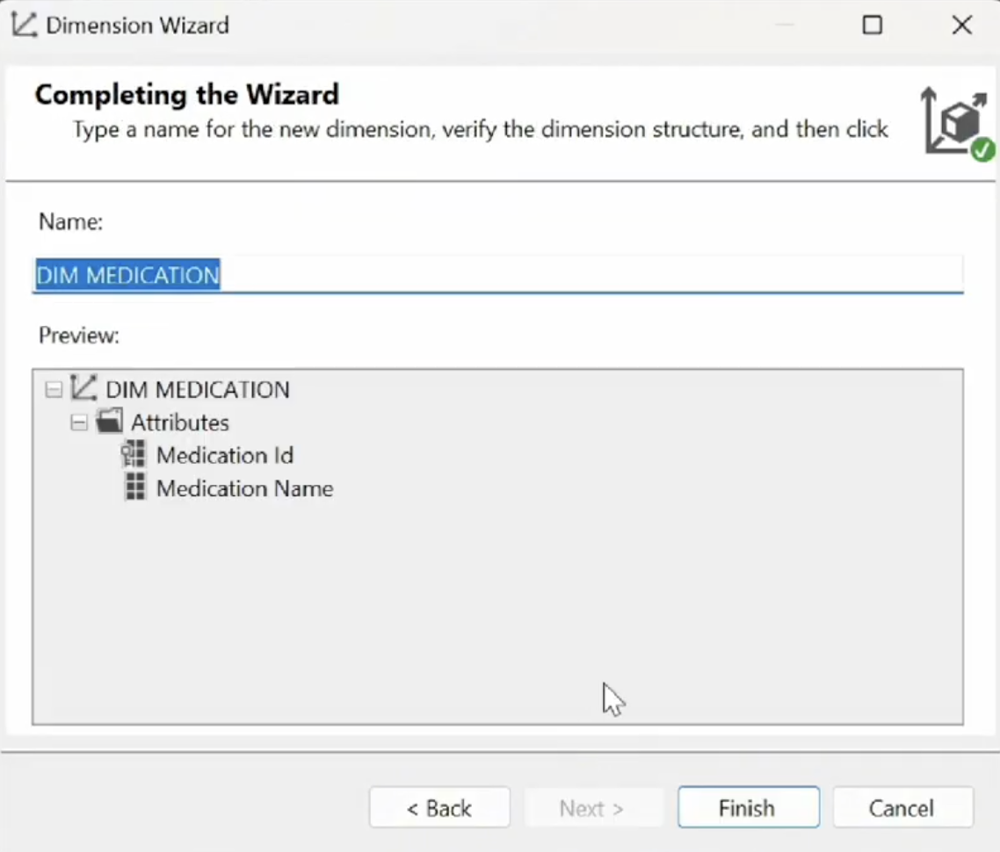 Dimension Wizard
Completing the Wizard
Type a name for the new dimension, verify the dimension structure, and then click
Name:
DIM MEDICATION
Preview:
DIM MEDICATION
Attributes
Medication Id
Medication Name
< Back
Next >
Finish
Cancel